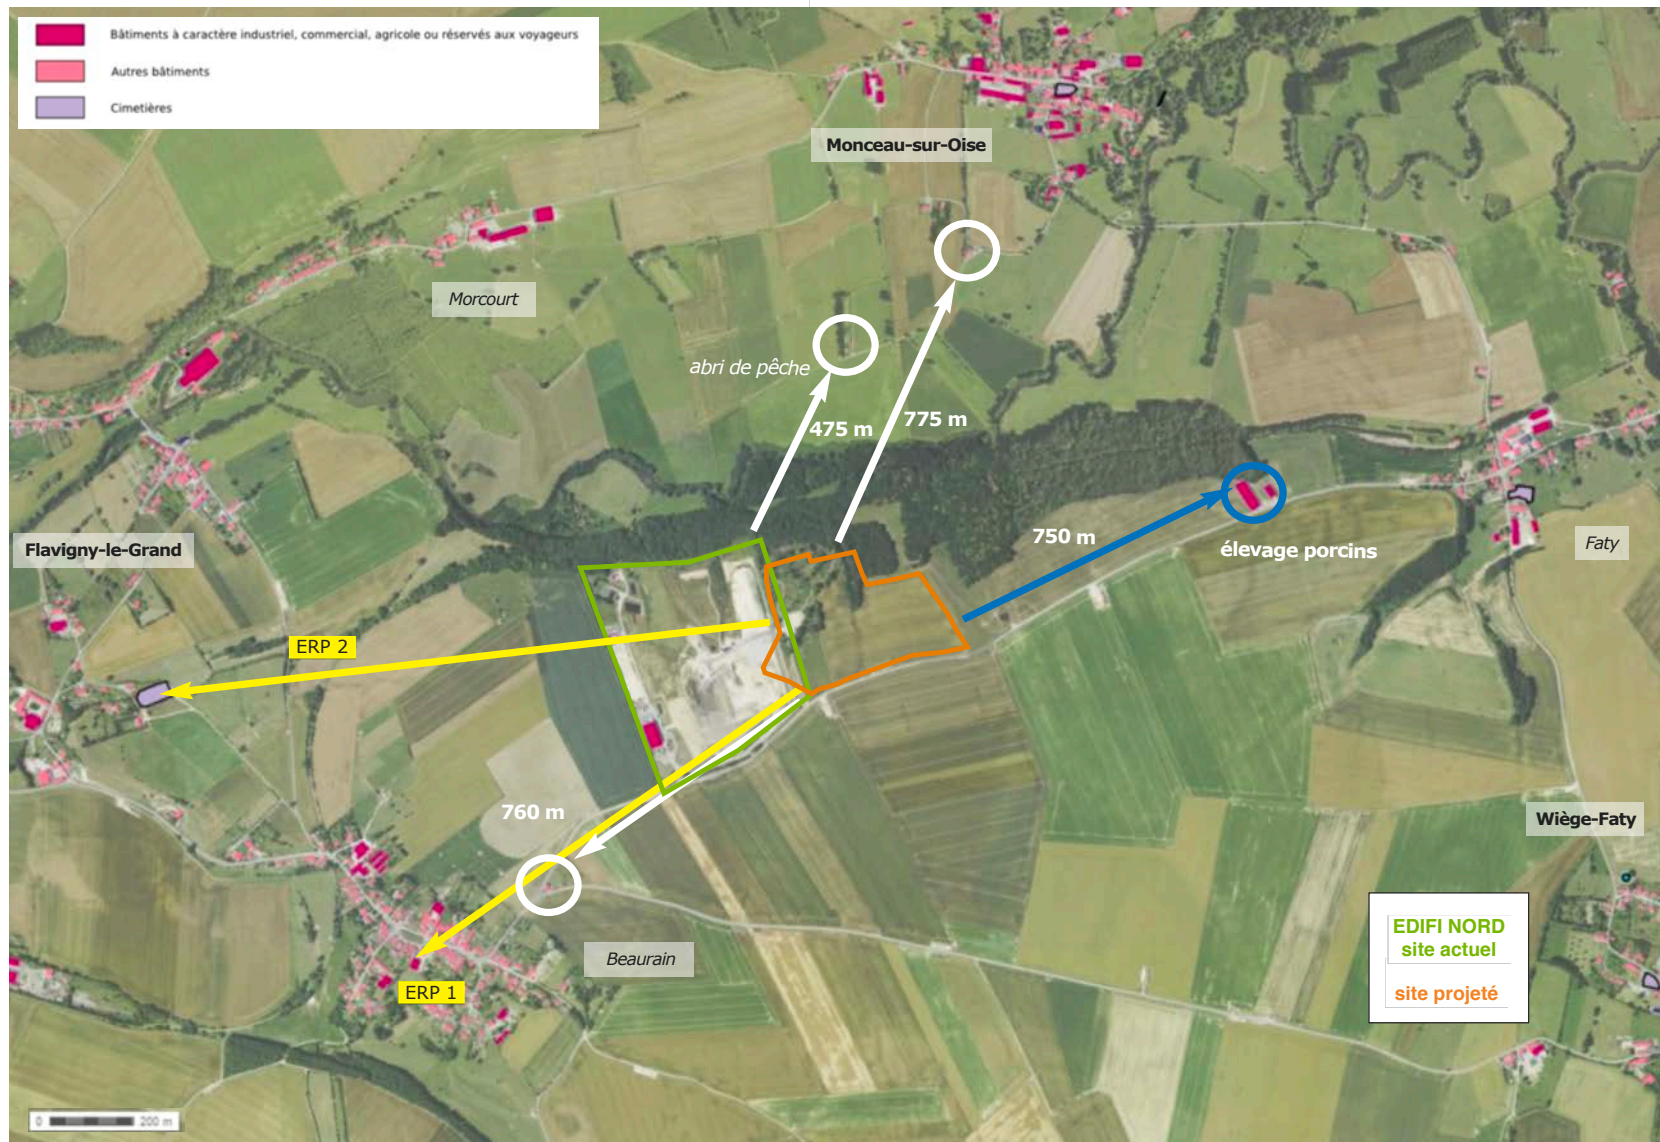 Bâtiments à caractère industriel, commercial, agricole ou réservés aux voyageurs
Autres bâtiments
Cimetières
Monceau-sur-Oise
Morcourt
abri de pêche
475 m
775 m
750 m
élevage porcins
Faty
Flavigny-le-Grand
ERP 2
760 m
Wiège-Faty
Beaurain
ERP 1
EDIFI NORD
site actuel
site projeté
0 200 m